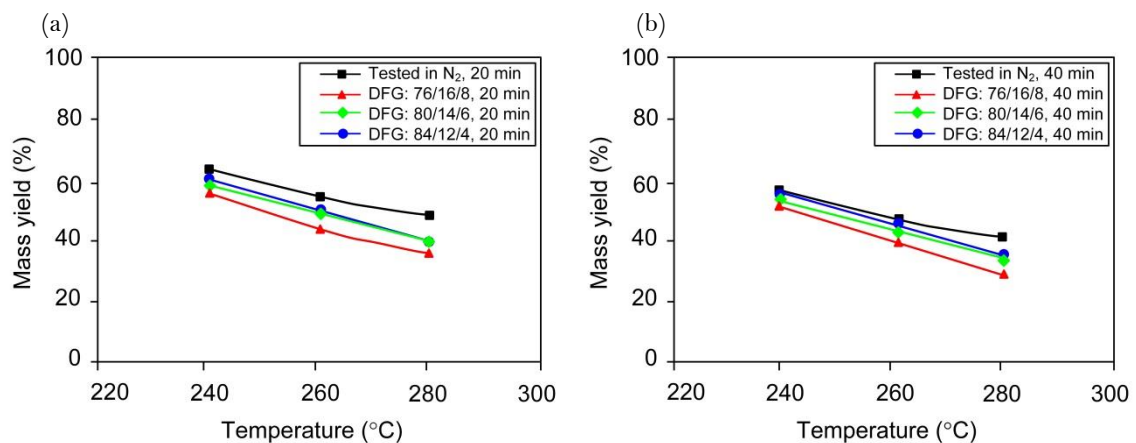 (a)
100
80
60
40
20
0
220 240 260 280 300
Mass yield (%)
Temperature (°C)
Tested in N₂, 20 min
DFG: 76/16/8, 20 min
DFG: 80/14/6, 20 min
DFG: 84/12/4, 20 min
(b)
100
80
60
40
20
0
220 240 260 280 300
Mass yield (%)
Temperature (°C)
Tested in N₂, 40 min
DFG: 76/16/8, 40 min
DFG: 80/14/6, 40 min
DFG: 84/12/4, 40 min